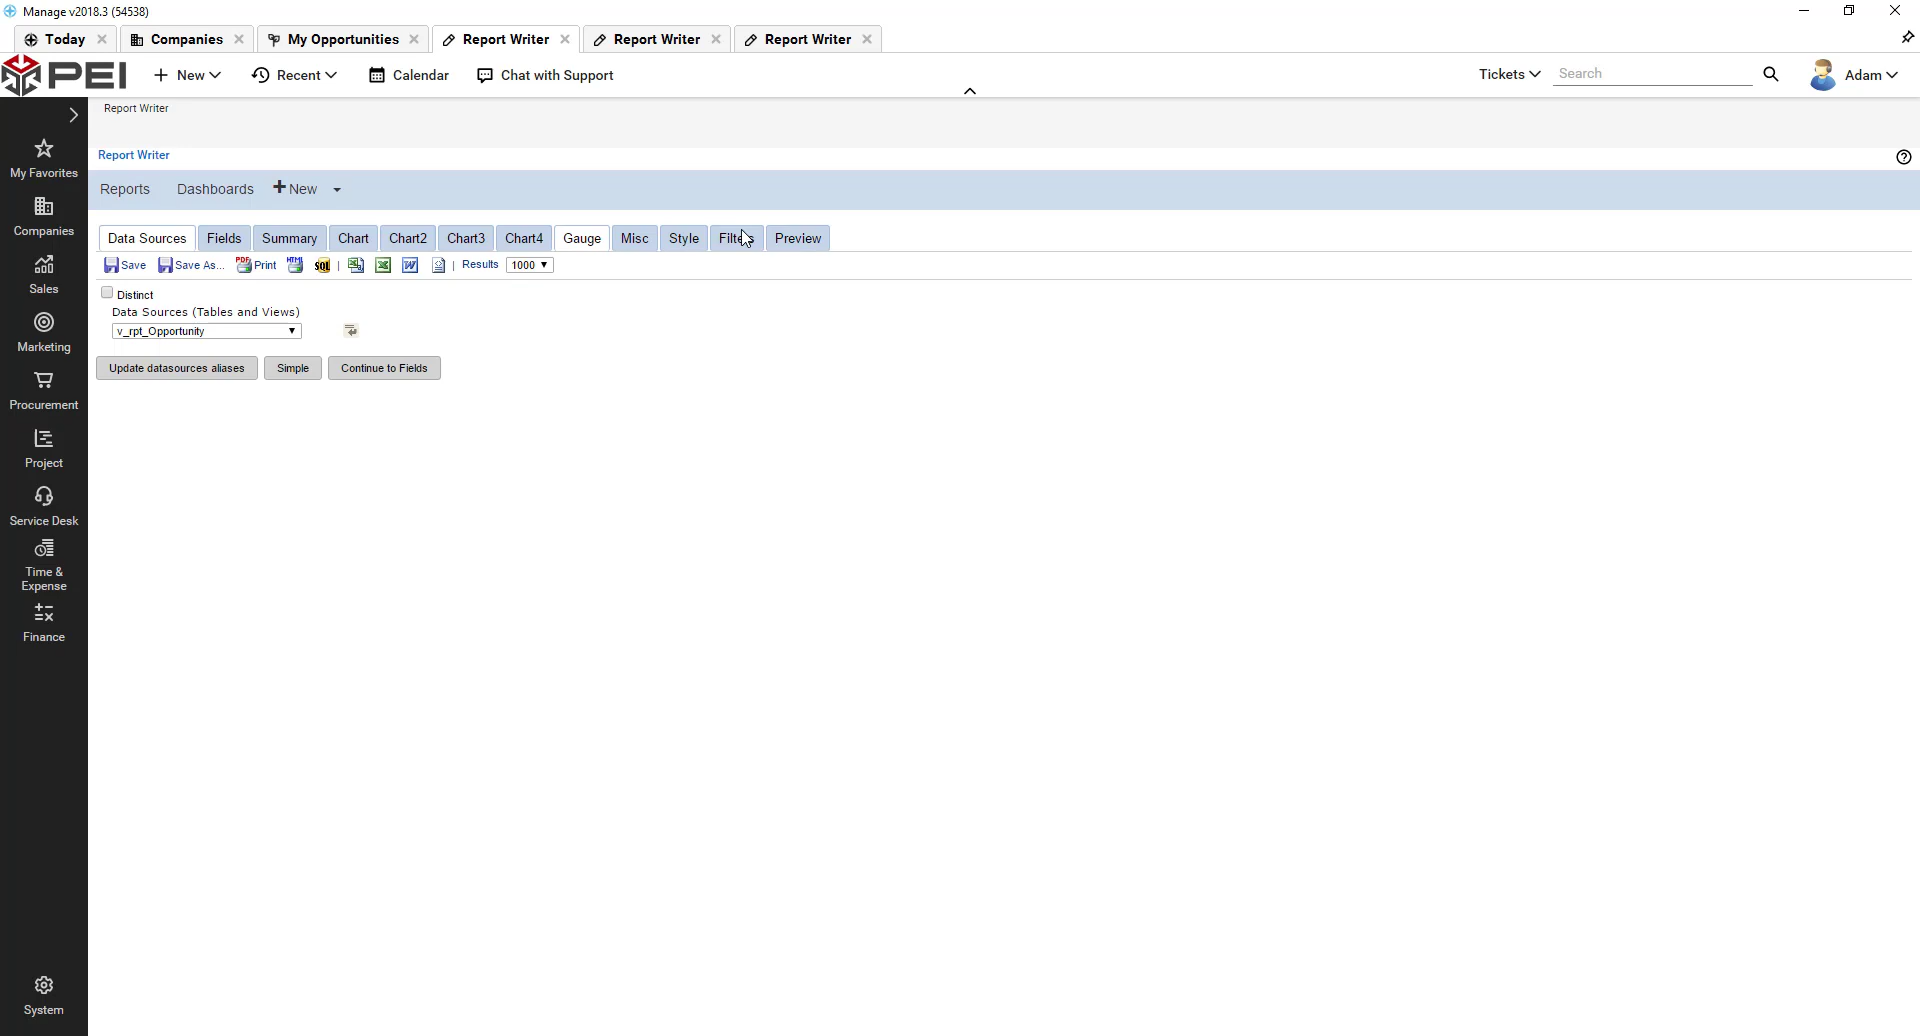 Manage v2018.3 (54538)
Today
Companies
My Opportunities
Report Writer
Report Writer
Report Writer
PEI
New
Recent
Calendar
Chat with Support
Tickets
Search
Adam
Report Writer
Report Writer
Reports
Dashboards
+ New
Data Sources
Fields
Summary
Chart
Chart2
Chart3
Chart4
Gauge
Misc
Style
Filters
Preview
Save
Save As...
PDF
Print
HTML
SQL
Results
1000
Distinct
Data Sources (Tables and Views)
v_rpt_Opportunity
Update datasources aliases
Simple
Continue to Fields
My Favorites
Companies
Sales
Marketing
Procurement
Project
Service Desk
Time &
Expense
Finance
System